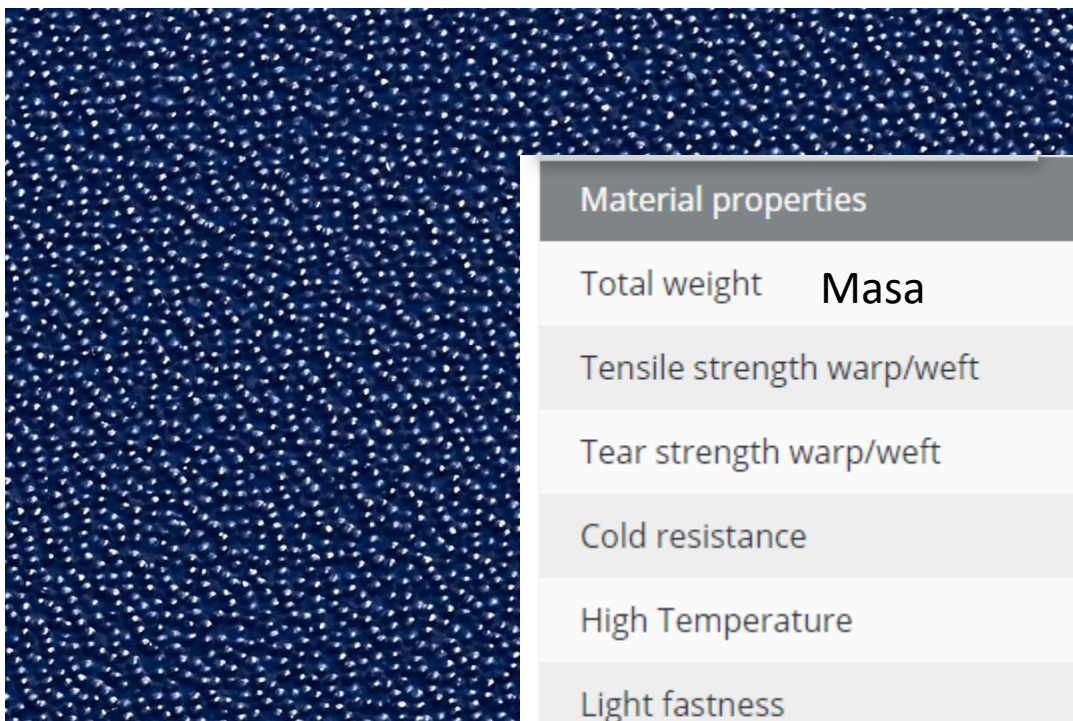 Material properties
Total weight Masa
Tensile strength warp/weft
Tear strength warp/weft
Cold resistance
High Temperature
Light fastness